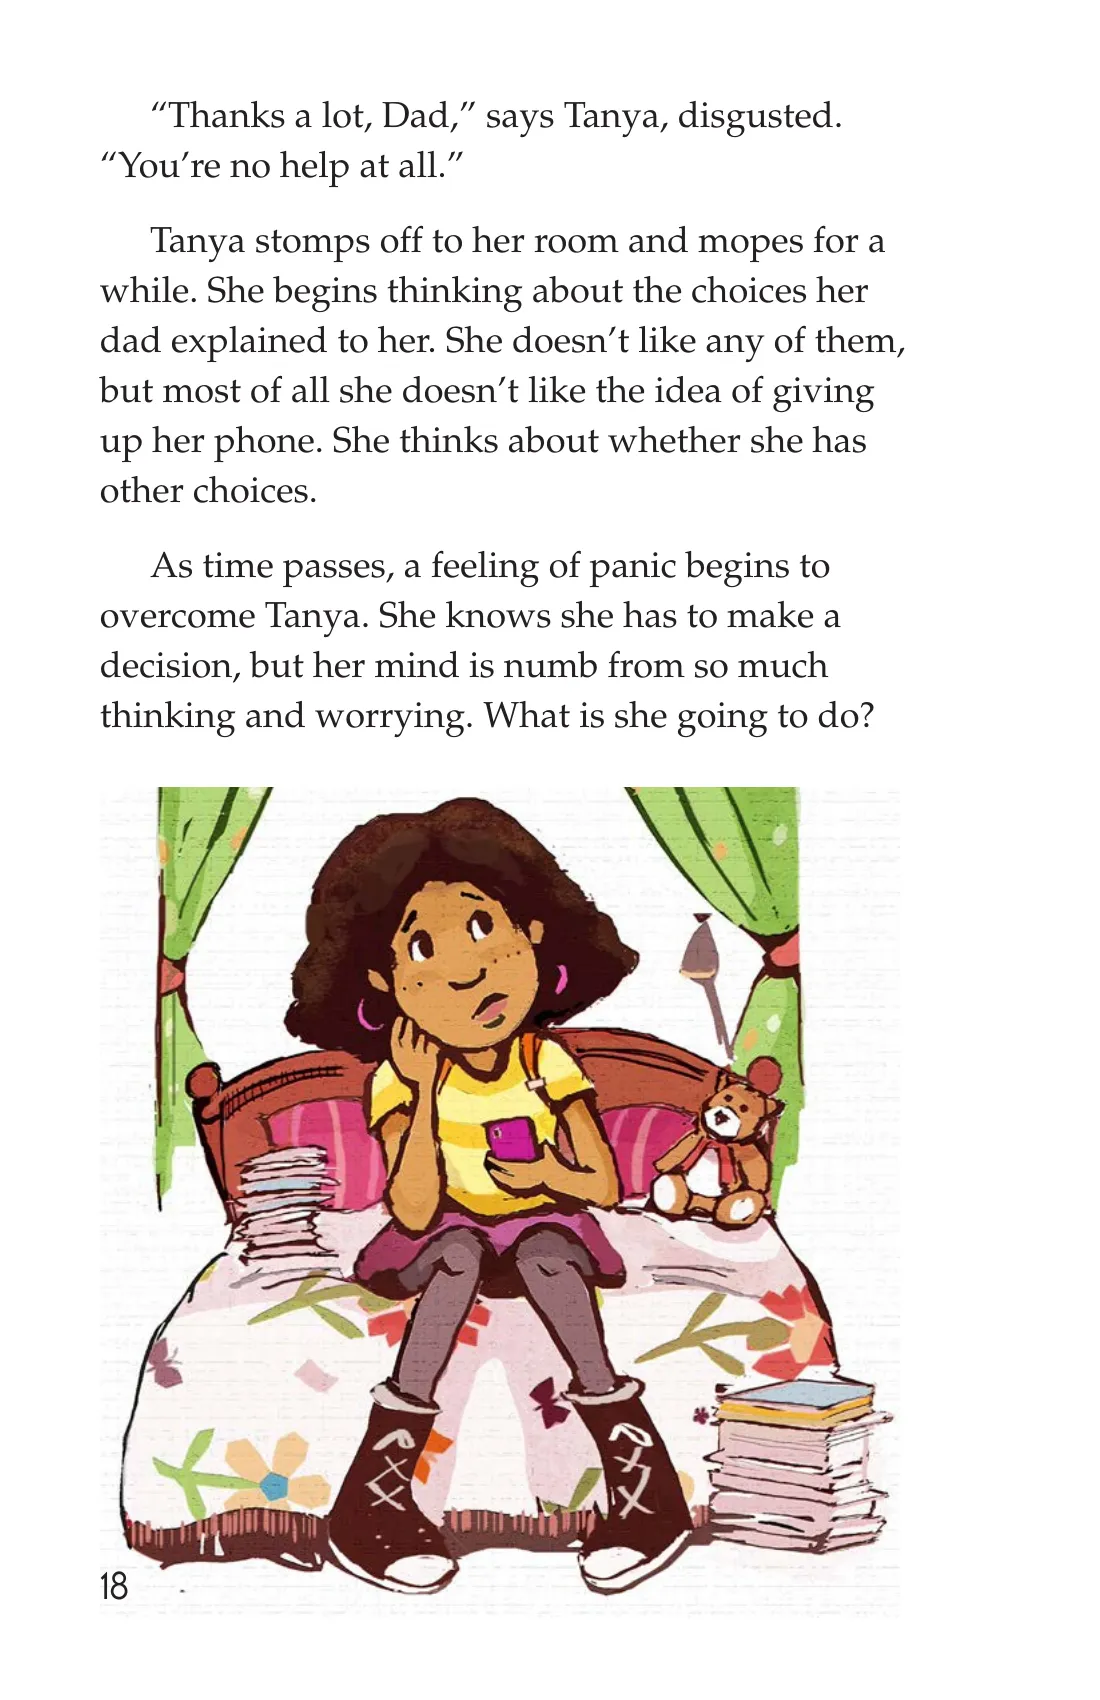 “Thanks a lot, Dad,” says Tanya, disgusted.
“You’re no help at all.”
Tanya stomps off to her room and mopes for a
while. She begins thinking about the choices her
dad explained to her. She doesn’t like any of them,
but most of all she doesn’t like the idea of giving
up her phone. She thinks about whether she has
other choices.
As time passes, a feeling of panic begins to
overcome Tanya. She knows she has to make a
decision, but her mind is numb from so much
thinking and worrying. What is she going to do?
18